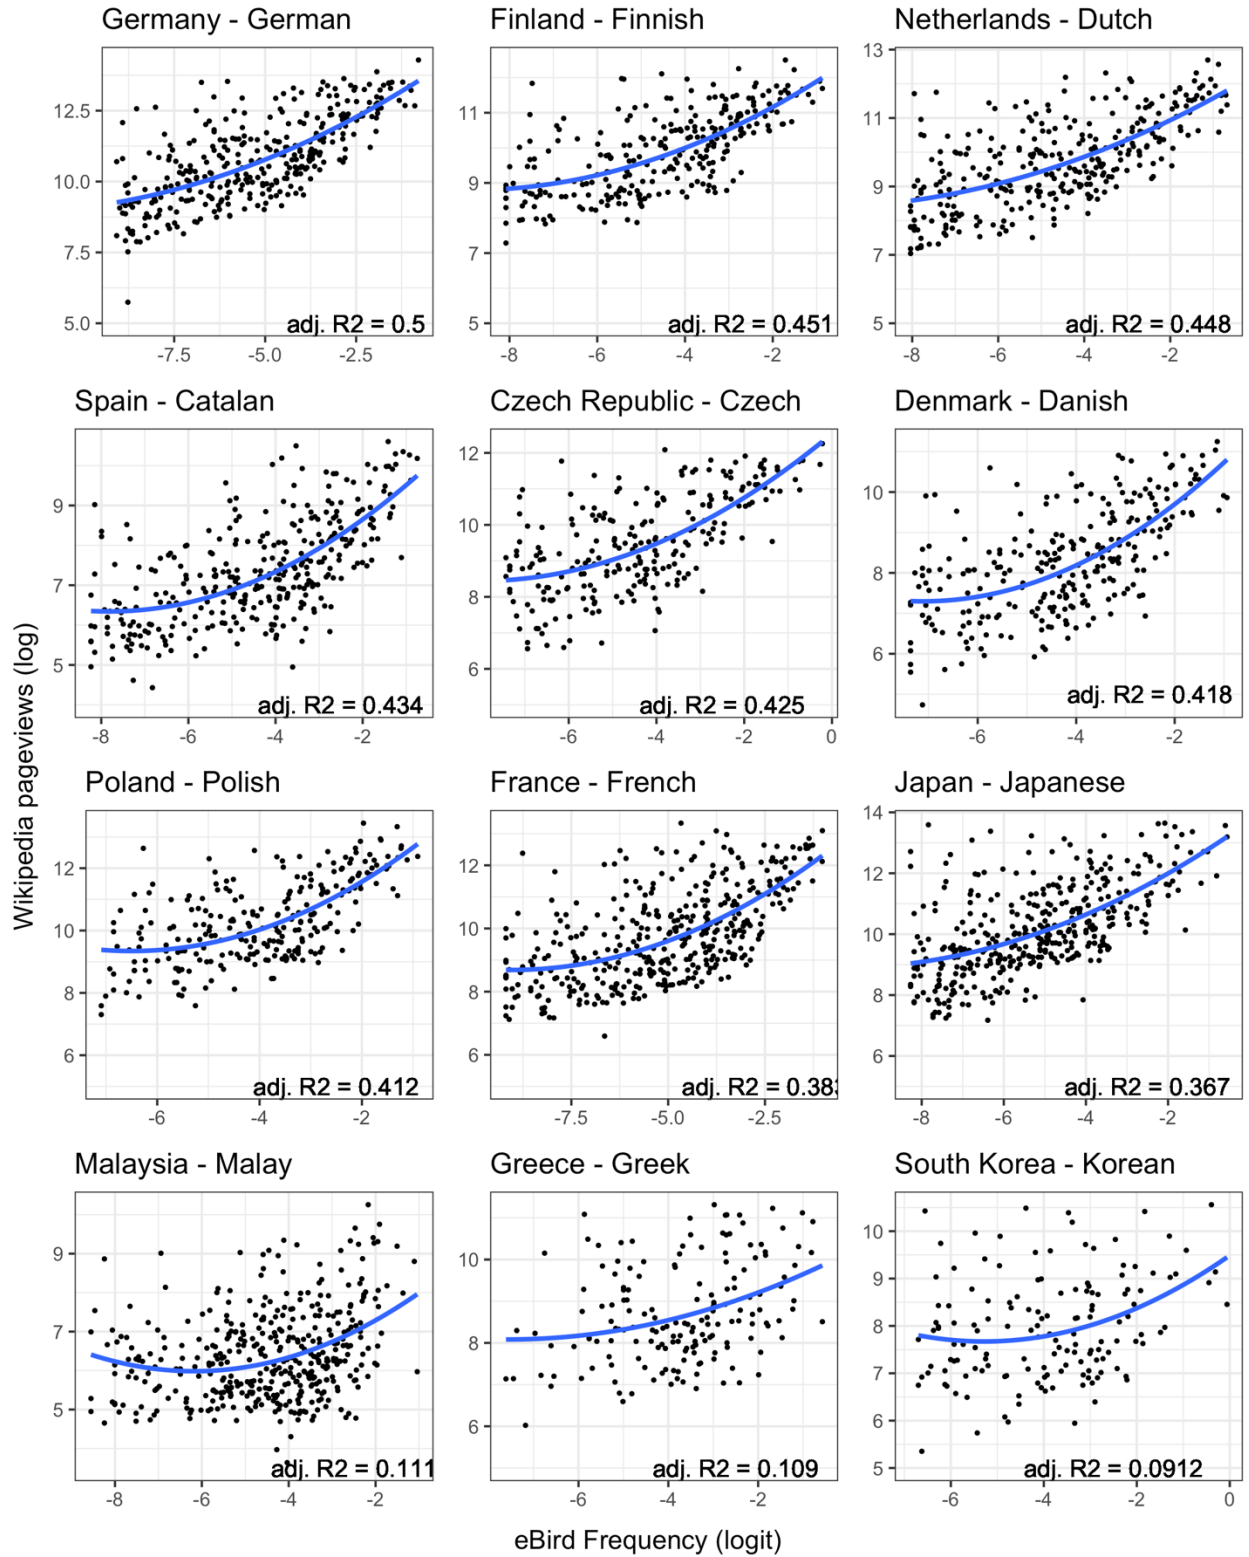 Germany - German
Finland - Finnish
Netherlands - Dutch
12.5
10.0
7.5
5.0
adj. R2 = 0.5
-7.5 -5.0 -2.5
11
9
7
5
adj. R2 = 0.451
-8 -6 -4 -2
13
11
9
7
5
adj. R2 = 0.448
-8 -6 -4 -2
Spain - Catalan
Czech Republic - Czech
Denmark - Danish
9
7
5
adj. R2 = 0.434
-8 -6 -4 -2
12
10
8
6
adj. R2 = 0.425
-6 -4 -2 0
10
8
6
adj. R2 = 0.418
-6 -4 -2
Wikipedia pageviews (log)
Poland - Polish
France - French
Japan - Japanese
12
10
8
6
adj. R2 = 0.412
-6 -4 -2
12
10
8
6
adj. R2 = 0.383
-7.5 -5.0 -2.5
14
12
10
8
6
adj. R2 = 0.367
-8 -6 -4 -2
Malaysia - Malay
Greece - Greek
South Korea - Korean
9
7
5
adj. R2 = 0.111
-8 -6 -4 -2
10
8
6
adj. R2 = 0.109
-6 -4 -2
10
9
8
7
6
5
adj. R2 = 0.0912
-6 -4 -2 0
eBird Frequency (logit)